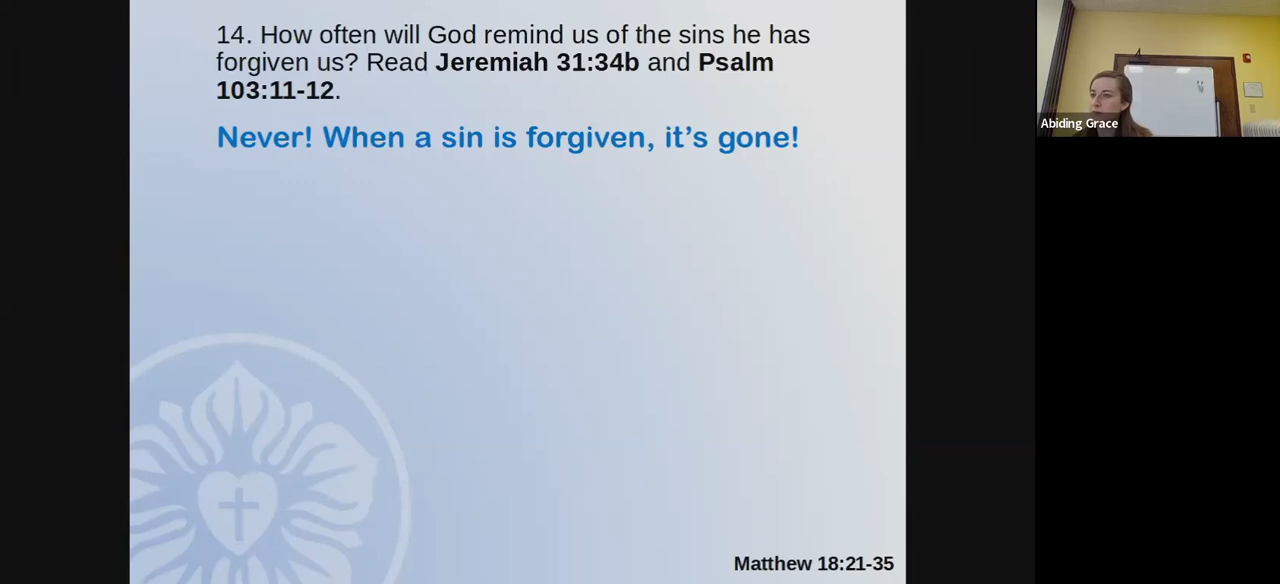 14. How often will God remind us of the sins he has
forgiven us? Read Jeremiah 31:34b and Psalm
103:11-12.
Never! When a sin is forgiven, it’s gone!
Matthew 18:21-35
Abiding Grace